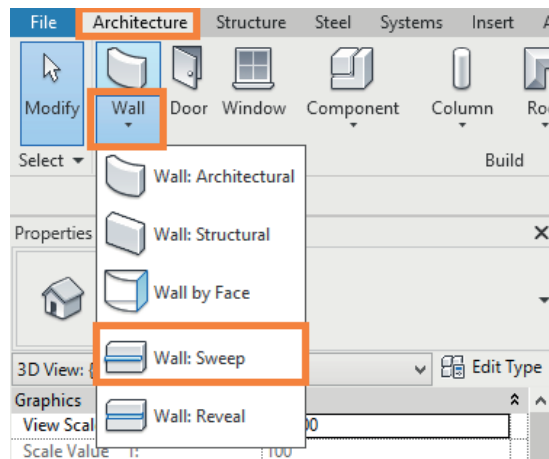 File Architecture Structure Steel Systems Insert
Modify Wall Door Window Component Column
Select Build
Wall: Architectural
Wall: Structural
Properties
Wall by Face
Wall: Sweep
3D View: Edit Type
Graphics
Wall: Reveal
View Scal
Scale Value 1: 100